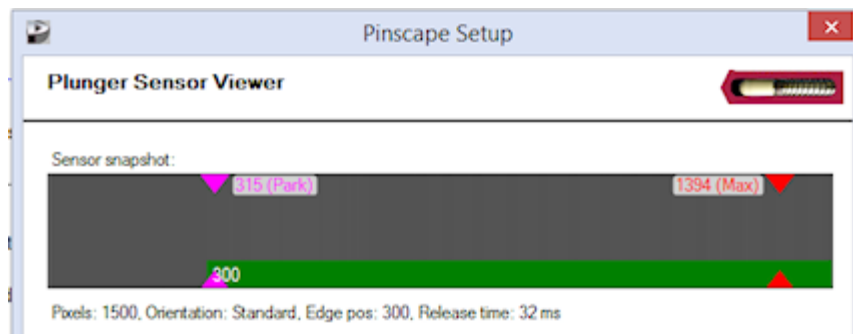 Pinscape Setup
Plunger Sensor Viewer
Sensor snapshot:
315 (Park)
1394 (Max)
300
Pixels: 1500, Orientation: Standard, Edge pos: 300, Release time: 32 ms